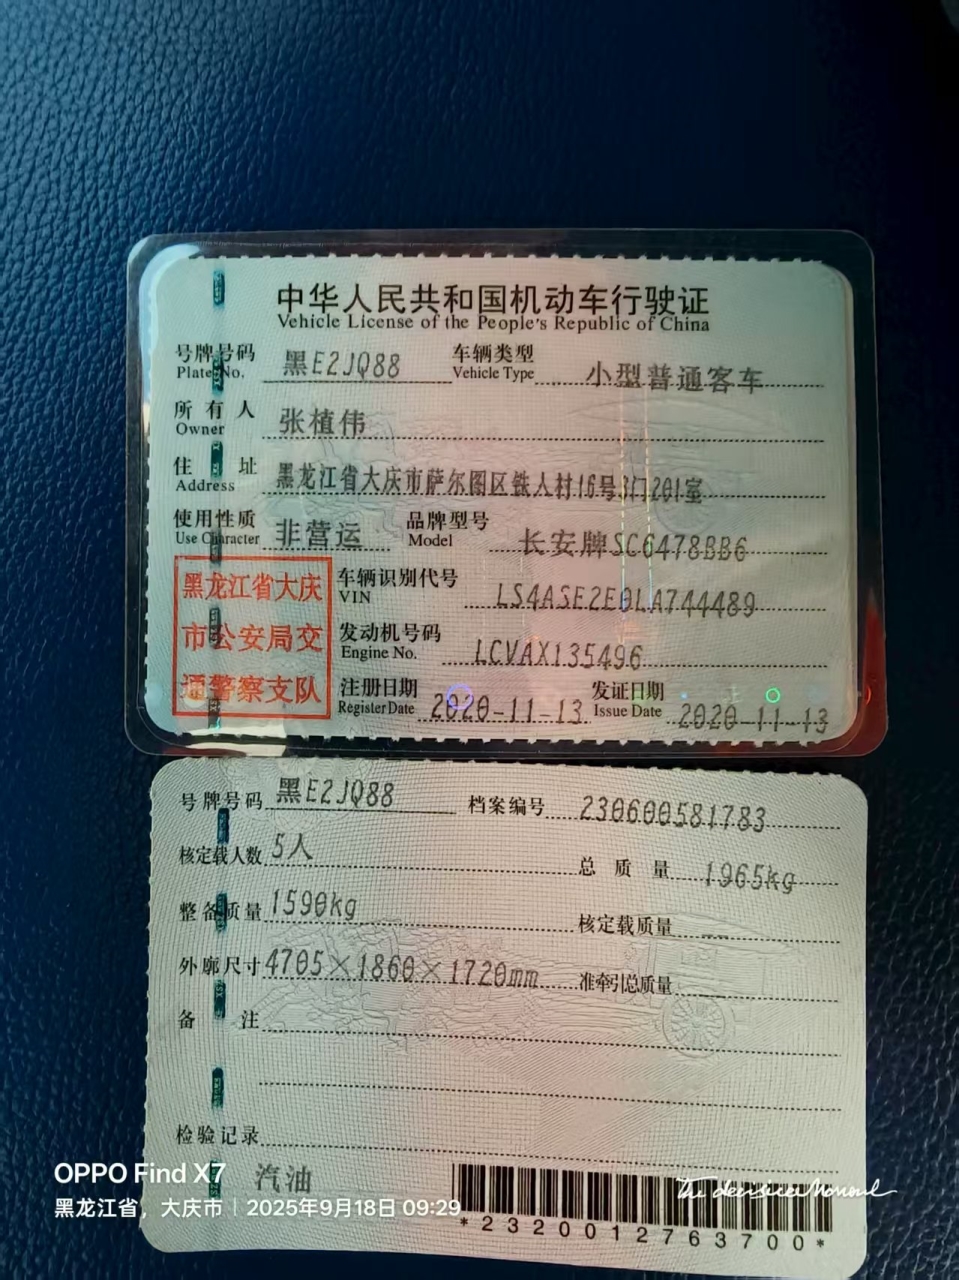 中华人民共和国机动车行驶证
Vehicle License of the People's Republic of China
号牌号码 黑E2JQ88 车辆类型 小型普通客车
Plate No. Vehicle Type
所有人 张植伟
Owner
住址 黑龙江省大庆市萨尔图区铁人村16号3门201室
Address
使用性质 非营运 品牌型号 长安牌SC6478BB6
Use Character Model
黑龙江省大庆
市公安局交
通警察支队
车辆识别代号 LS4ASE2E0LA744489
VIN
发动机号码 LCVAX135496
Engine No.
注册日期 2020-11-13 发证日期 2020-11-13
Register Date Issue Date
号牌号码 黑E2JQ88 档案编号 230600581783
核定载人数 5人 总质量 1965kg
整备质量 1590kg 核定载质量 --
外廓尺寸 4705×1860×1720mm 准牵引总质量 --
备注
检验记录
汽油
*2320012763700*
OPPO Find X7
黑龙江省，大庆市 | 2025年9月18日 09:29